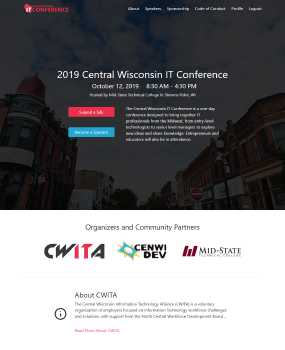 IT CONFERENCE
About Speakers Sponsorship Code of Conduct Profile Logout
2019 Central Wisconsin IT Conference
October 12, 2019 8:30 AM - 4:30 PM
Hosted by Mid-State Technical College in Stevens Point, WI
Submit a Talk
Become a Sponsor
The Central Wisconsin IT Conference is a one-day
conference designed to bring together IT
professionals from the Midwest, from entry-level
technologists to senior level managers to explore
new ideas and share knowledge. Entrepreneurs and
educators will also be in attendance.
Organizers and Community Partners
CWITA
CENWI
DEV
MID-STATE
TECHNICAL COLLEGE
About CWITA
The Central Wisconsin Information Technology Alliance (CWITA) is a voluntary
organization of employers focused on Information Technology workforce challenges
and solutions, with support from the North Central Workforce Development Board...
Read More About CWITA